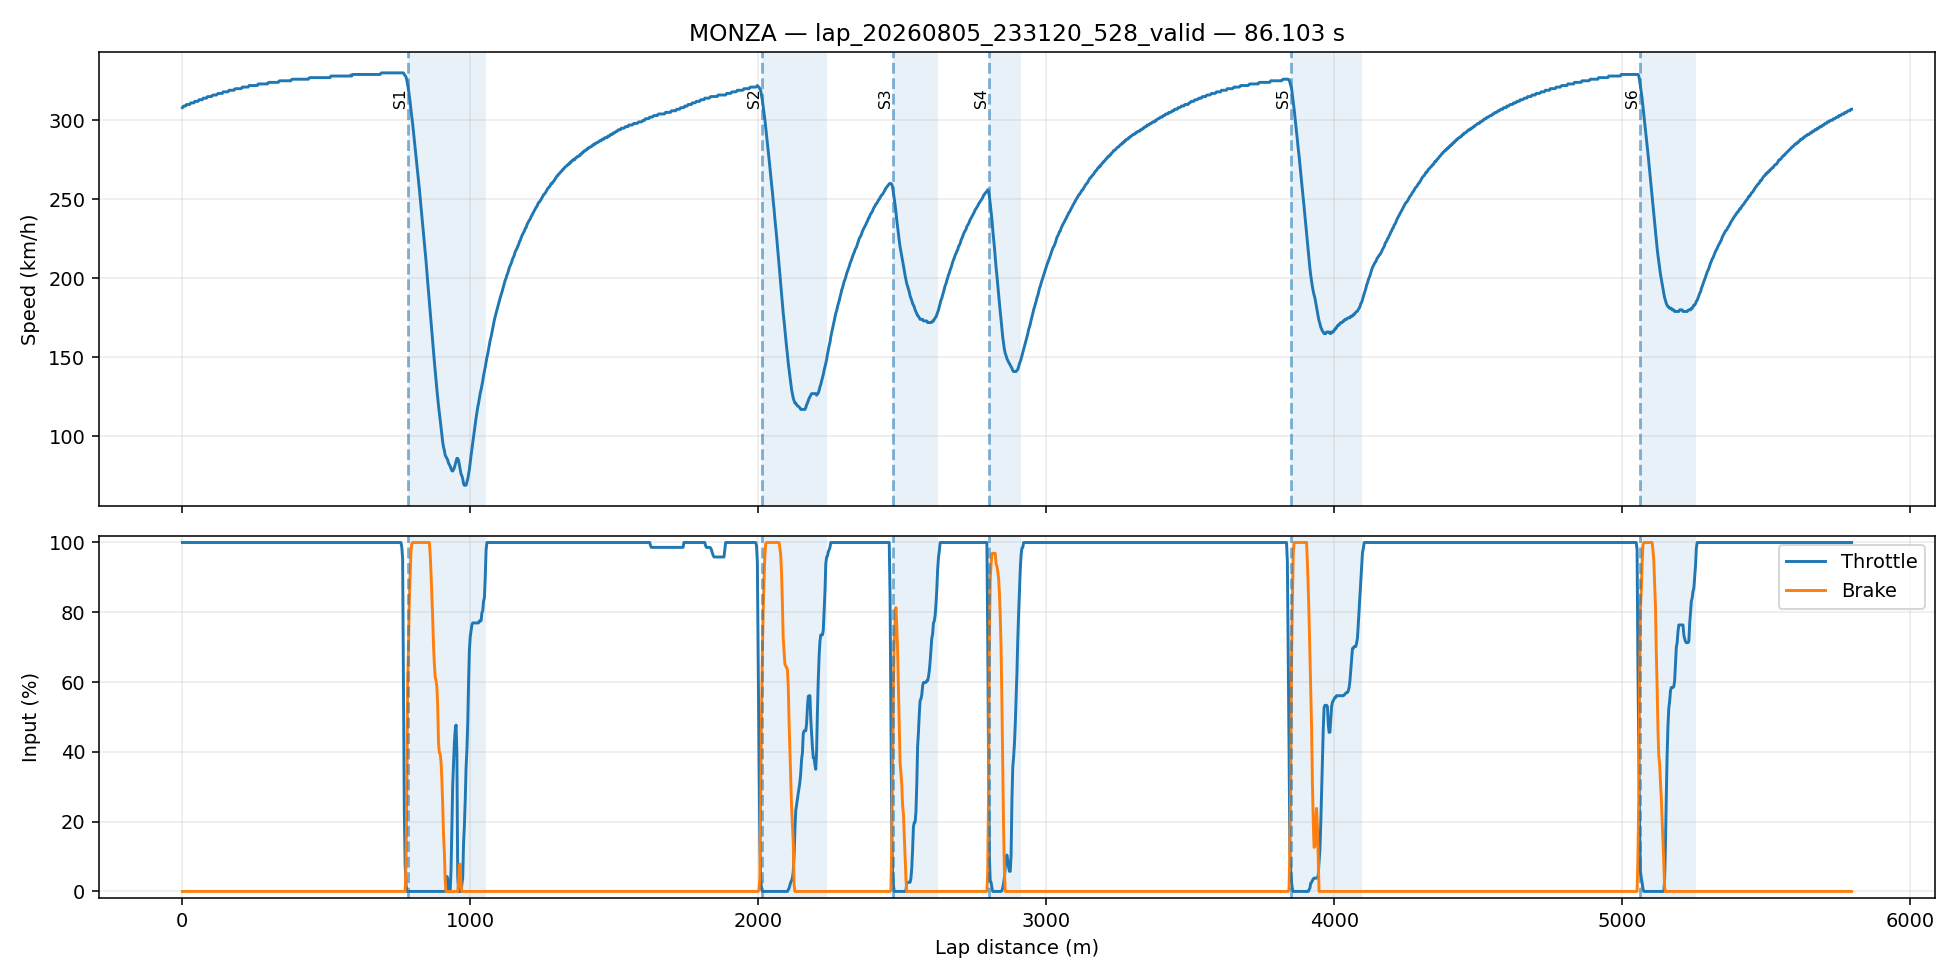 MONZA — lap_20260805_233120_528_valid — 86.103 s
Speed (km/h)
300
250
200
150
100
S1
S2
S3
S4
S5
S6
Input (%)
100
80
60
40
20
0
Throttle
Brake
0
1000
2000
3000
4000
5000
6000
Lap distance (m)